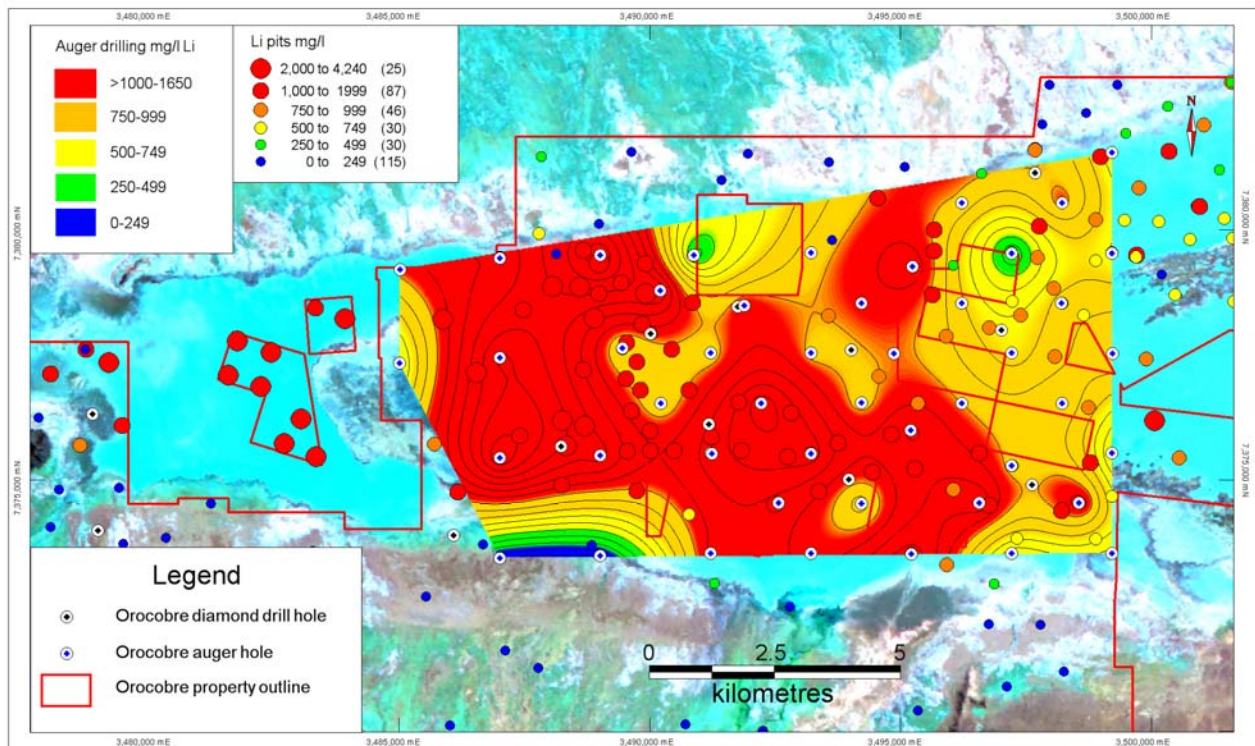 3,480,000 mE 3,485,000 mE 3,490,000 mE 3,495,000 mE 3,500,000 mE
Auger drilling mg/l Li
>1000-1650
750-999
500-749
250-499
0-249
Li pits mg/l
2,000 to 4,240 (25)
1,000 to 1999 (87)
750 to 999 (46)
500 to 749 (30)
250 to 499 (30)
0 to 249 (115)
N
7,380,000 mN 7,380,000 mN
7,375,000 mN 7,375,000 mN
Legend
Orocobre diamond drill hole
Orocobre auger hole
Orocobre property outline
0 2.5 5
kilometres
3,480,000 mE 3,485,000 mE 3,490,000 mE 3,495,000 mE 3,500,000 mE